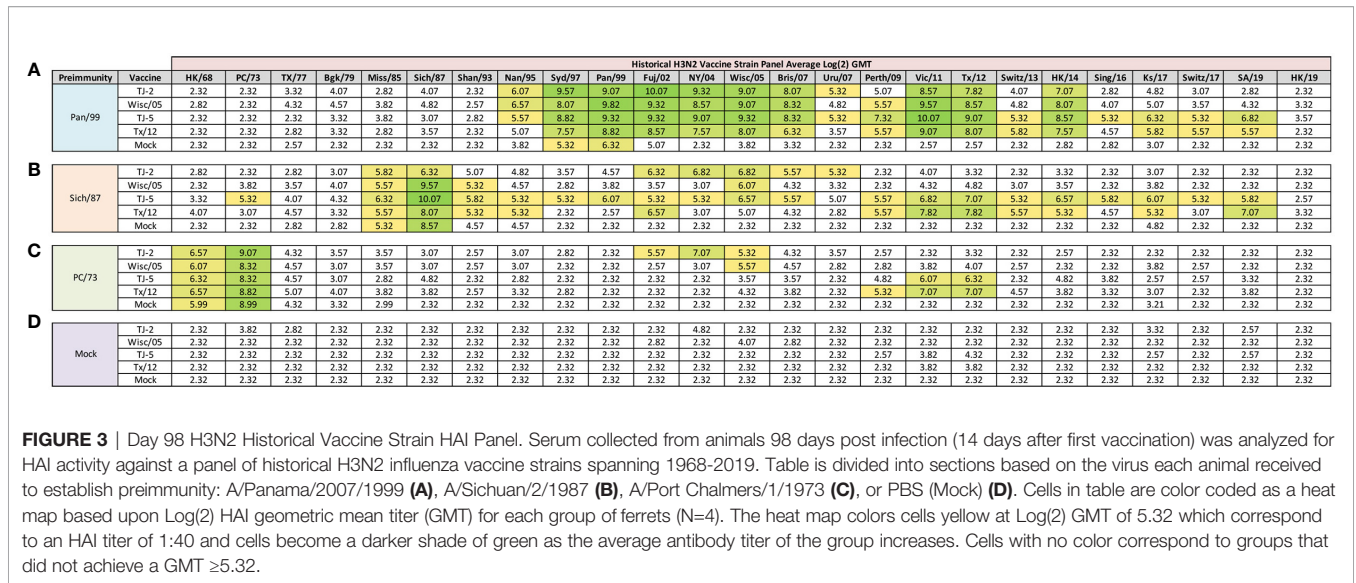 Historical H3N2 Vaccine Strain Panel Average Log(2) GMT
A
Preimmunity Vaccine HK/68 PC/73 TX/77 Bgk/79 Miss/85 Sich/87 Shan/93 Nan/95 Syd/97 Pan/99 Fuj/02 NY/04 Wisc/05 Bris/07 Uru/07 Perth/09 Vic/11 Tx/12 Switz/13 HK/14 Sing/16 Ks/17 Switz/17 SA/19 HK/19
Pan/99
TJ-2 2.32 2.32 3.32 4.07 2.82 4.07 2.32 6.07 9.57 9.07 10.07 9.32 9.07 8.07 5.32 5.07 8.57 7.82 4.07 7.07 2.82 4.82 3.07 2.82 2.32
Wisc/05 2.82 2.32 4.32 4.57 3.82 4.82 2.57 6.57 8.07 9.82 9.32 8.57 9.07 8.32 4.82 5.57 9.57 8.57 4.82 8.07 4.07 5.07 3.57 4.32 3.32
TJ-5 2.32 2.32 2.32 3.32 3.82 3.07 2.82 5.57 8.82 9.32 9.32 9.07 9.32 8.32 5.32 7.32 10.07 9.07 5.32 8.57 5.32 6.32 5.32 6.82 3.57
Tx/12 2.32 2.32 2.82 3.32 2.82 3.57 2.32 5.07 7.57 8.82 8.57 7.57 8.07 6.32 3.57 5.57 9.07 8.07 5.82 7.57 4.57 5.82 5.57 5.57 2.32
Mock 2.32 2.32 2.57 2.32 2.32 2.32 2.32 3.82 5.32 6.32 5.07 2.32 3.82 2.32 2.32 2.32 2.57 2.57 2.32 2.32 2.82 3.07 2.32 2.32 2.32
B
Sich/87
TJ-2 2.82 2.32 2.82 3.07 5.82 6.32 5.07 4.82 3.57 4.57 6.32 6.82 6.82 5.57 5.32 2.32 4.07 3.32 2.32 3.32 2.32 3.82 2.32 2.32 2.32
Wisc/05 2.32 3.82 3.57 4.07 5.57 9.57 5.32 4.57 2.82 3.82 3.57 3.07 6.07 4.32 3.32 2.32 4.32 4.82 3.07 3.57 2.32 3.82 2.32 2.32 2.32
TJ-5 3.32 5.32 4.32 4.07 6.32 10.07 5.82 5.32 5.32 6.07 5.32 5.32 6.57 5.57 5.07 5.57 6.82 7.07 5.32 6.57 5.82 6.07 5.32 5.82 2.57
Tx/12 4.07 3.07 4.57 3.32 5.57 8.07 5.32 5.32 2.32 2.57 6.57 3.07 5.07 4.32 2.82 5.57 7.82 7.82 5.57 5.32 4.57 5.32 3.07 7.07 3.32
Mock 2.32 2.32 2.82 2.82 5.32 8.57 4.57 4.57 2.32 2.32 2.32 2.32 2.32 2.32 2.32 2.32 2.32 2.32 2.32 2.32 2.32 4.82 2.32 2.32 2.32
C
PC/73
TJ-2 6.57 9.07 4.32 3.57 3.57 3.07 2.57 3.07 2.82 2.32 5.57 7.07 5.32 4.32 3.57 2.57 2.32 3.32 2.32 2.57 2.32 2.32 2.32 2.32 2.32
Wisc/05 6.07 8.32 4.57 3.07 3.57 3.07 2.57 3.07 2.32 2.32 2.57 3.07 5.57 4.57 2.82 2.82 3.82 4.07 2.57 2.32 2.32 3.82 2.57 2.32 2.32
TJ-5 6.32 8.32 4.57 3.07 2.82 4.82 2.32 2.82 2.32 2.32 2.32 2.32 3.57 3.57 2.32 4.82 6.07 6.32 2.32 4.82 3.82 2.57 2.57 3.82 2.32
Tx/12 6.57 8.82 5.07 4.07 3.82 3.82 2.57 3.32 2.82 2.32 2.32 2.32 4.32 3.82 2.32 5.32 7.07 7.07 4.57 3.82 3.32 3.07 2.32 3.82 2.32
Mock 5.99 8.99 4.32 3.32 2.99 2.32 2.32 2.32 2.32 2.32 2.32 2.32 2.32 2.32 2.32 2.32 2.32 2.32 2.32 2.32 2.32 3.21 2.32 2.32 2.32
D
Mock
TJ-2 2.32 3.82 2.82 2.32 2.32 2.32 2.32 2.32 2.32 2.32 2.32 4.82 2.32 2.32 2.32 2.32 2.32 2.32 2.32 2.32 2.32 3.32 2.32 2.57 2.32
Wisc/05 2.32 2.32 2.32 2.32 2.32 2.32 2.32 2.32 2.32 2.32 2.82 2.32 4.07 2.82 2.32 2.32 2.32 2.32 2.32 2.32 2.32 2.32 2.32 2.32 2.32
TJ-5 2.32 2.32 2.32 2.32 2.32 2.32 2.32 2.32 2.32 2.32 2.32 2.32 2.32 2.32 2.32 2.57 3.82 4.32 2.32 2.32 2.32 2.57 2.32 2.57 2.32
Tx/12 2.32 2.32 2.32 2.32 2.32 2.32 2.32 2.32 2.32 2.32 2.32 2.32 2.32 2.32 2.32 2.32 3.82 3.82 2.32 2.32 2.32 2.32 2.32 2.32 2.32
Mock 2.32 2.32 2.32 2.32 2.32 2.32 2.32 2.32 2.32 2.32 2.32 2.32 2.32 2.32 2.32 2.32 2.32 2.32 2.32 2.32 2.32 2.32 2.32 2.32 2.32
FIGURE 3 | Day 98 H3N2 Historical Vaccine Strain HAI Panel. Serum collected from animals 98 days post infection (14 days after first vaccination) was analyzed for
HAI activity against a panel of historical H3N2 influenza vaccine strains spanning 1968-2019. Table is divided into sections based on the virus each animal received
to establish preimmunity: A/Panama/2007/1999 (A), A/Sichuan/2/1987 (B), A/Port Chalmers/1/1973 (C), or PBS (Mock) (D). Cells in table are color coded as a heat
map based upon Log(2) HAI geometric mean titer (GMT) for each group of ferrets (N=4). The heat map colors cells yellow at Log(2) GMT of 5.32 which correspond
to an HAI titer of 1:40 and cells become a darker shade of green as the average antibody titer of the group increases. Cells with no color correspond to groups that
did not achieve a GMT ≥5.32.